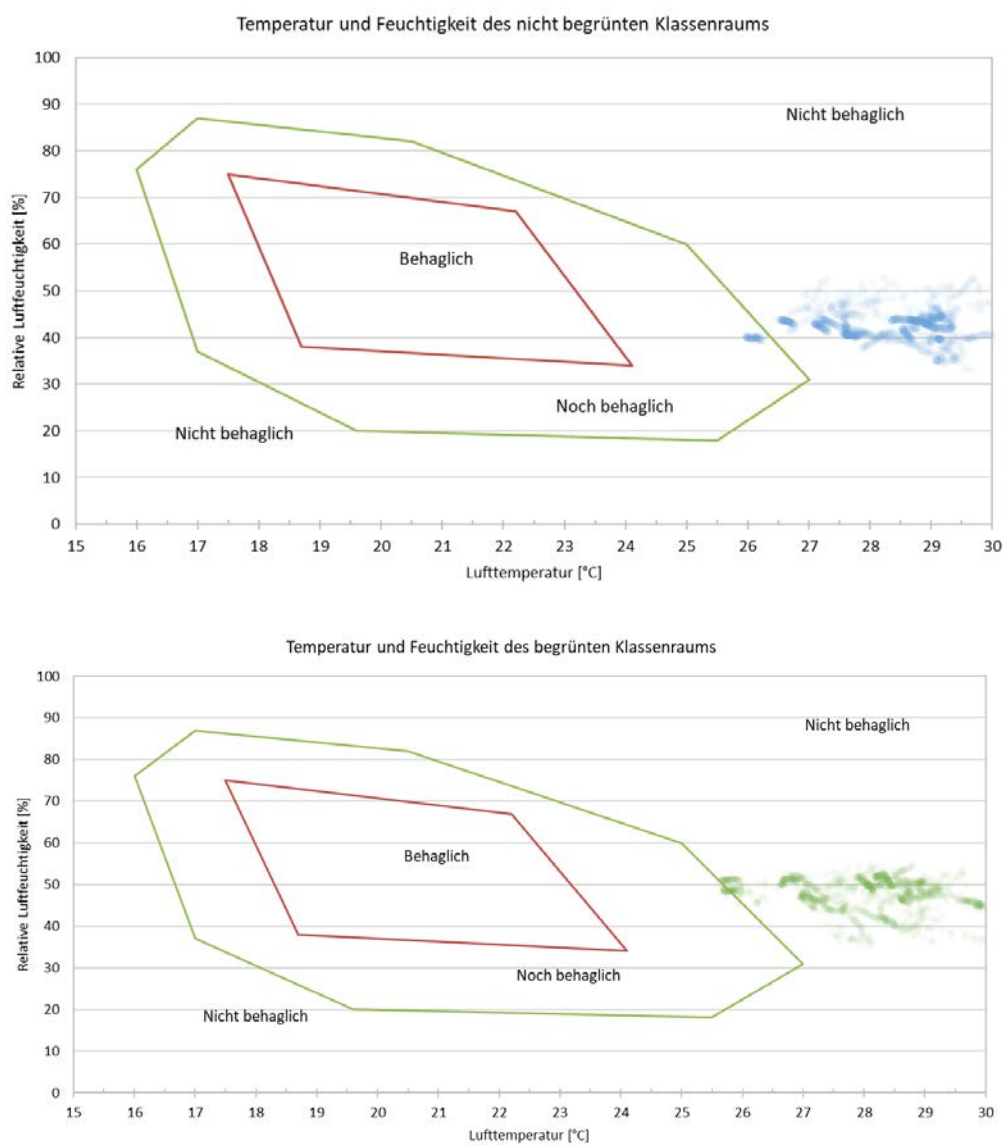 Temperatur und Feuchtigkeit des nicht begrünten Klassenraums
100
90
80
70
60
50
40
30
20
10
0
Relative Luftfeuchtigkeit [%]
Nicht behaglich
Behaglich
Noch behaglich
Nicht behaglich
15 16 17 18 19 20 21 22 23 24 25 26 27 28 29 30
Lufttemperatur [°C]
Temperatur und Feuchtigkeit des begrünten Klassenraums
100
90
80
70
60
50
40
30
20
10
0
Relative Luftfeuchtigkeit [%]
Nicht behaglich
Behaglich
Noch behaglich
Nicht behaglich
15 16 17 18 19 20 21 22 23 24 25 26 27 28 29 30
Lufttemperatur [°C]